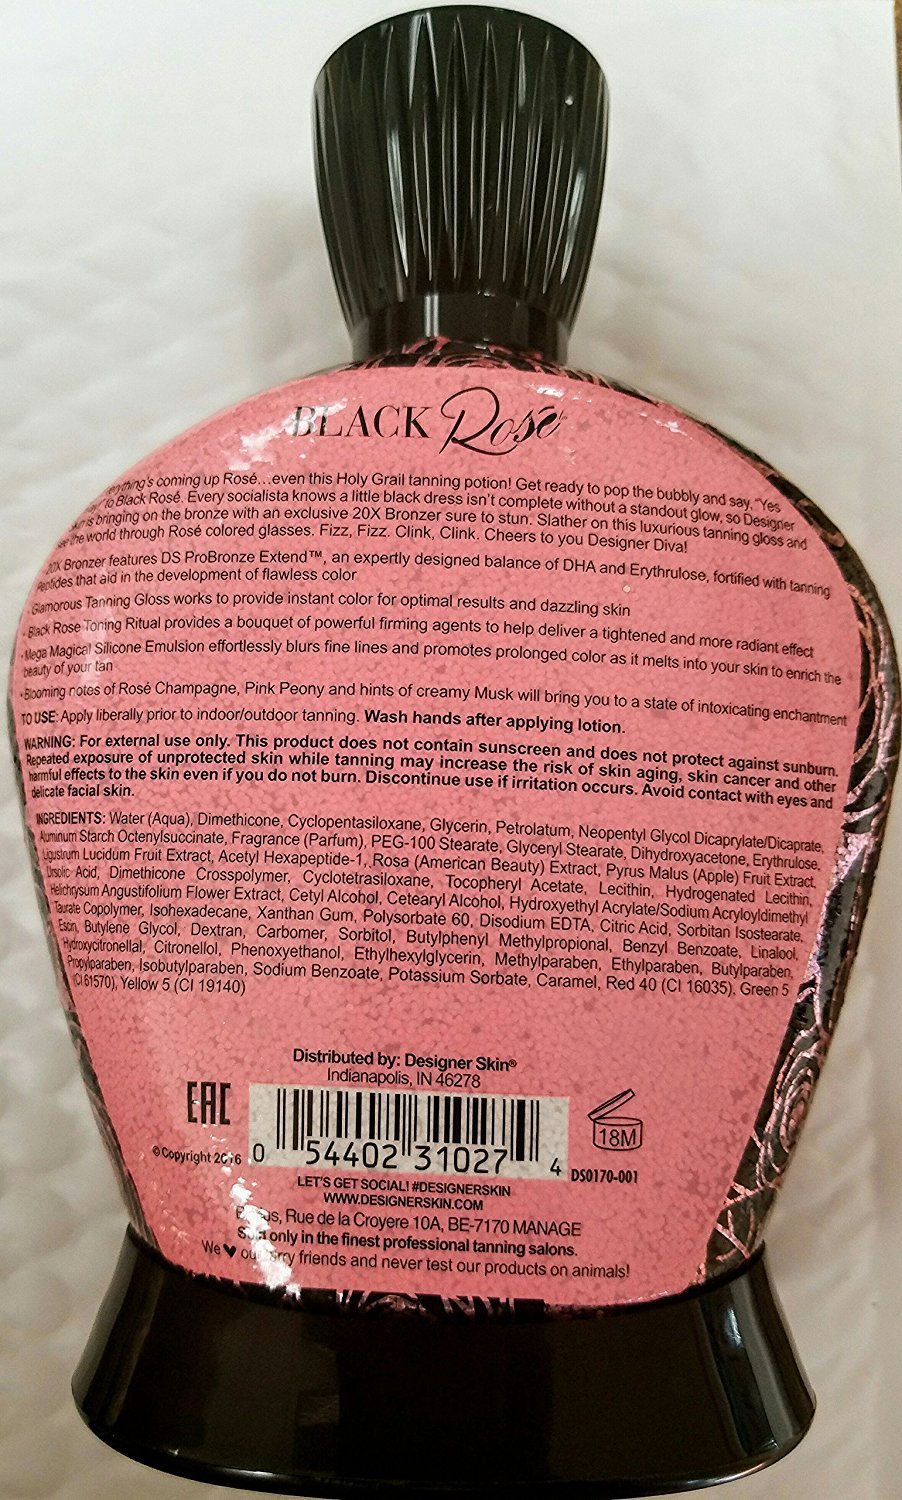 BLACK Rosé
everything's coming up Rosé...even this Holy Grail tanning potion! Get ready to pop the bubbly and say, "Yes
to Black Rosé. Every socialista knows a little black dress isn't complete without a standout glow, so Designer
is bringing on the bronze with an exclusive 20X Bronzer sure to stun. Slather on this luxurious tanning gloss and
see the world through Rosé colored glasses. Fizz, Fizz. Clink, Clink. Cheers to you Designer Diva!
20X Bronzer features DS ProBronze Extend™, an expertly designed balance of DHA and Erythrulose, fortified with tanning
peptides that aid in the development of flawless color
• Glamorous Tanning Gloss works to provide instant color for optimal results and dazzling skin
• Black Rose Toning Ritual provides a bouquet of powerful firming agents to help deliver a tightened and more radiant effect
• Mega Magical Silicone Emulsion effortlessly blurs fine lines and promotes prolonged color as it melts into your skin to enrich the
beauty of your tan
• Blooming notes of Rosé Champagne, Pink Peony and hints of creamy Musk will bring you to a state of intoxicating enchantment
TO USE: Apply liberally prior to indoor/outdoor tanning. Wash hands after applying lotion.
WARNING: For external use only. This product does not contain sunscreen and does not protect against sunburn.
Repeated exposure of unprotected skin while tanning may increase the risk of skin aging, skin cancer and other
harmful effects to the skin even if you do not burn. Discontinue use if irritation occurs. Avoid contact with eyes and
delicate facial skin.
INGREDIENTS: Water (Aqua), Dimethicone, Cyclopentasiloxane, Glycerin, Petrolatum, Neopentyl Glycol Dicaprylate/Dicaprate,
Aluminum Starch Octenylsuccinate, Fragrance (Parfum), PEG-100 Stearate, Glyceryl Stearate, Dihydroxyacetone, Erythrulose,
Ligustrum Lucidum Fruit Extract, Acetyl Hexapeptide-1, Rosa (American Beauty) Extract, Pyrus Malus (Apple) Fruit Extract,
Ursolic Acid, Dimethicone Crosspolymer, Cyclotetrasiloxane, Tocopheryl Acetate, Lecithin, Hydrogenated Lecithin,
Helichrysum Angustifolium Flower Extract, Cetyl Alcohol, Cetearyl Alcohol, Hydroxyethyl Acrylate/Sodium Acryloyldimethyl
Taurate Copolymer, Isohexadecane, Xanthan Gum, Polysorbate 60, Disodium EDTA, Citric Acid, Sorbitan Isostearate,
Escin, Butylene Glycol, Dextran, Carbomer, Sorbitol, Butylphenyl Methylpropional, Benzyl Benzoate, Linalool,
Hydroxycitronellal, Citronellol, Phenoxyethanol, Ethylhexylglycerin, Methylparaben, Ethylparaben, Butylparaben,
Propylparaben, Isobutylparaben, Sodium Benzoate, Potassium Sorbate, Caramel, Red 40 (CI 16035), Green 5
(CI 61570), Yellow 5 (CI 19140)
Distributed by: Designer Skin®
Indianapolis, IN 46278
EAC
18M
© Copyright 2016
0 54402 31027 4
DS0170-001
LET'S GET SOCIAL! #DESIGNERSKIN
WWW.DESIGNERSKIN.COM
Rue de la Croyere 10A, BE-7170 MANAGE
Sold only in the finest professional tanning salons.
We ♥ our furry friends and never test our products on animals!